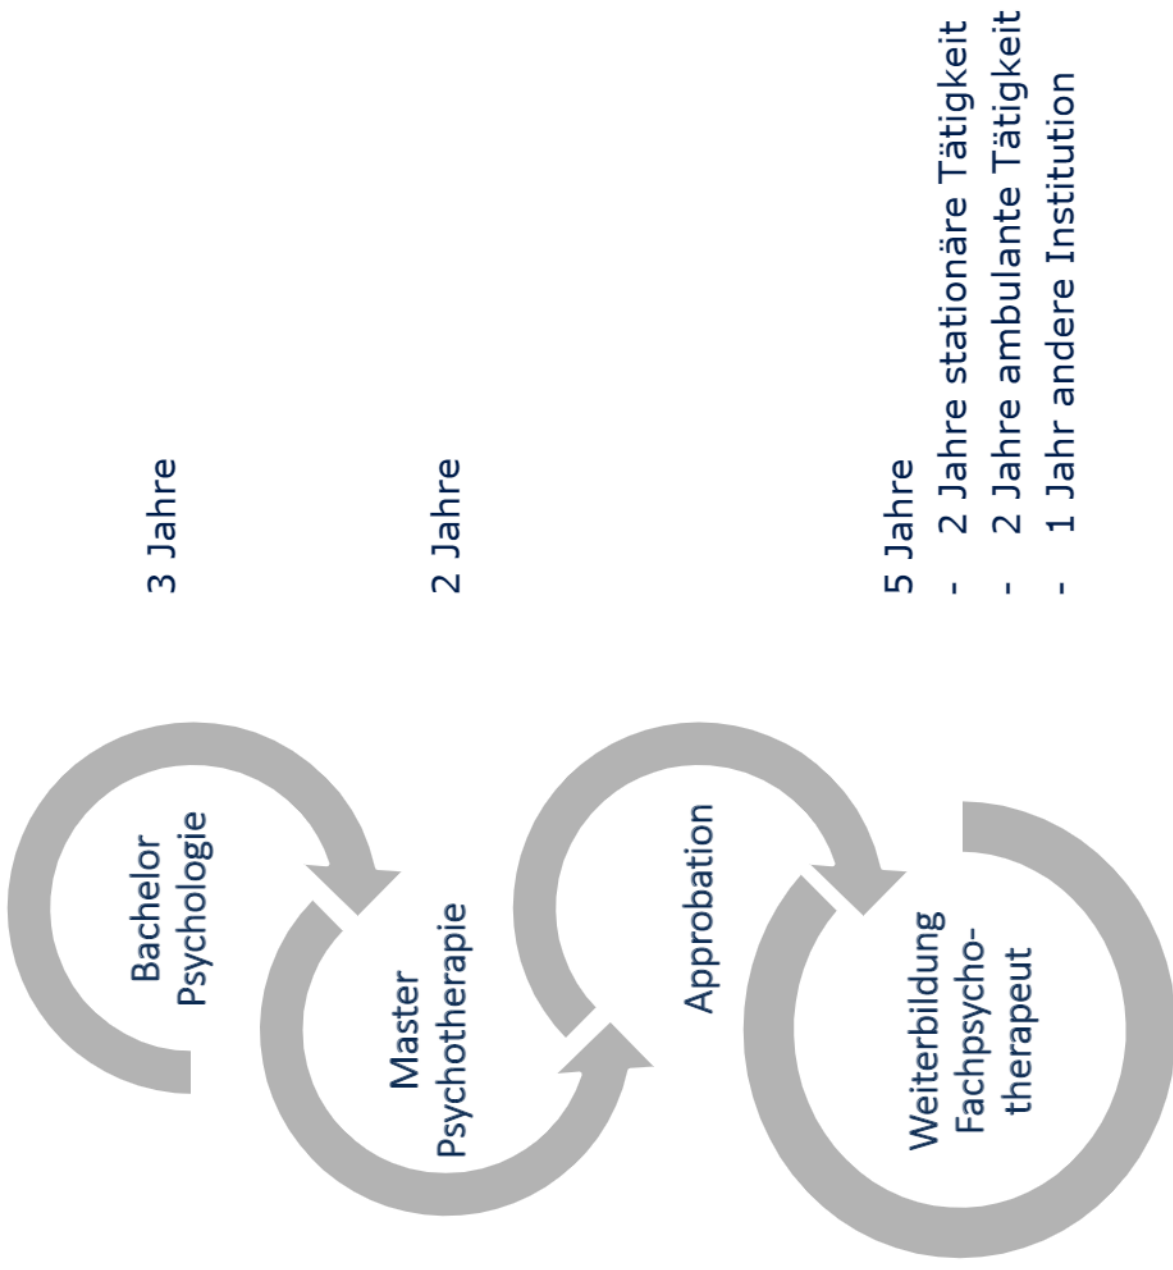 Bachelor
Psychologie
3 Jahre
Master
Psychotherapie
2 Jahre
Approbation
Weiterbildung
Fachpsycho-
therapeut
5 Jahre
- 2 Jahre stationäre Tätigkeit
- 2 Jahre ambulante Tätigkeit
- 1 Jahr andere Institution